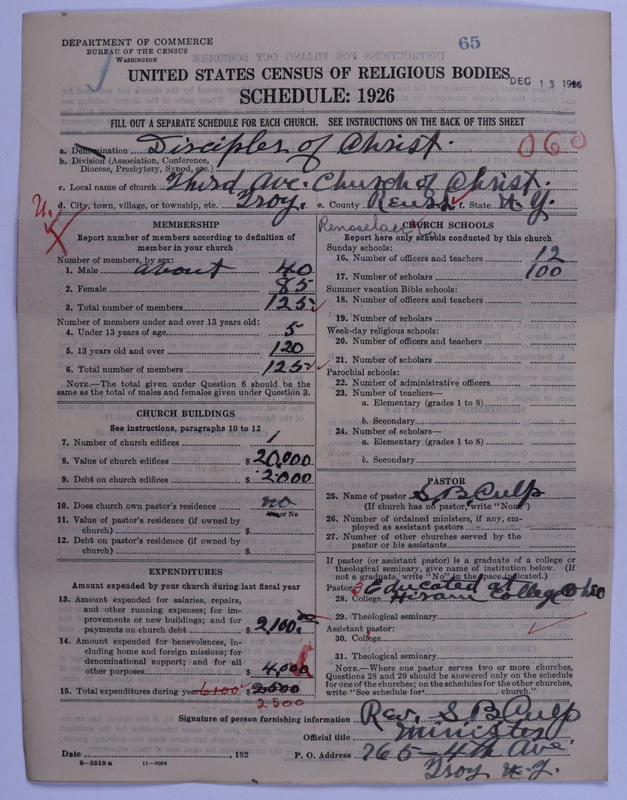 DEPARTMENT OF COMMERCE
BUREAU OF THE CENSUS
WASHINGTON
65
UNITED STATES CENSUS OF RELIGIOUS BODIES
DEC 13 1926
SCHEDULE: 1926
FILL OUT A SEPARATE SCHEDULE FOR EACH CHURCH. SEE INSTRUCTIONS ON THE BACK OF THIS SHEET
a. Denomination Disciples of Christ. 060
b. Division (Association, Conference,
Diocese, Presbytery, Synod, etc.)
c. Local name of church Third Ave. Church of Christ.
d. City, town, village, or township, etc. Troy. e. County Renss f. State N.Y.
Rensselaer
MEMBERSHIP
Report number of members according to definition of
member in your church
Number of members, by sex:
1. Male about 40
2. Female 85
3. Total number of members 125
Number of members under and over 13 years old:
4. Under 13 years of age 5
5. 13 years old and over 120
6. Total number of members 125
NOTE.—The total given under Question 6 should be the
same as the total of males and females given under Question 3.
CHURCH BUILDINGS
See instructions, paragraphs 10 to 12
7. Number of church edifices 1
8. Value of church edifices $ 20,000
9. Debt on church edifices $ 2000
10. Does church own pastor's residence no
Yes or No
11. Value of pastor's residence (if owned by
church) $
12. Debt on pastor's residence (if owned by
church) $
EXPENDITURES
Amount expended by your church during last fiscal year
13. Amount expended for salaries, repairs,
and other running expenses; for im-
provements or new buildings; and for
payments on church debt $ 2100.00
14. Amount expended for benevolences, in-
cluding home and foreign missions; for
denominational support; and for all
other purposes $ 4,000
15. Total expenditures during year 6100 $ 2500
2500
CHURCH SCHOOLS
Report here only schools conducted by this church
Sunday schools:
16. Number of officers and teachers 12
17. Number of scholars 100
Summer vacation Bible schools:
18. Number of officers and teachers
19. Number of scholars
Week-day religious schools:
20. Number of officers and teachers
21. Number of scholars
Parochial schools:
22. Number of administrative officers
23. Number of teachers—
a. Elementary (grades 1 to 8)
b. Secondary
24. Number of scholars—
a. Elementary (grades 1 to 8)
b. Secondary
PASTOR
25. Name of pastor S. B. Culp
(If church has no pastor, write "None")
26. Number of ordained ministers, if any, em-
ployed as assistant pastors
27. Number of other churches served by the
pastor or his assistants
If pastor (or assistant pastor) is a graduate of a college or
theological seminary, give name of institution below. (If
not a graduate, write "No" in the space indicated.)
Pastor: Educated at
28. College Hiram College Ohio
29. Theological seminary
Assistant pastor:
30. College
31. Theological seminary
NOTE.—Where one pastor serves two or more churches,
Questions 28 and 29 should be answered only on the schedule
for one of the churches; on the schedules for the other churches,
write "See schedule for church."
Signature of person furnishing information Rev. S. B. Culp
Official title Minister
Date , 192 P. O. Address 765-4th Ave.
Troy N.Y.
8-5518a 11-9054